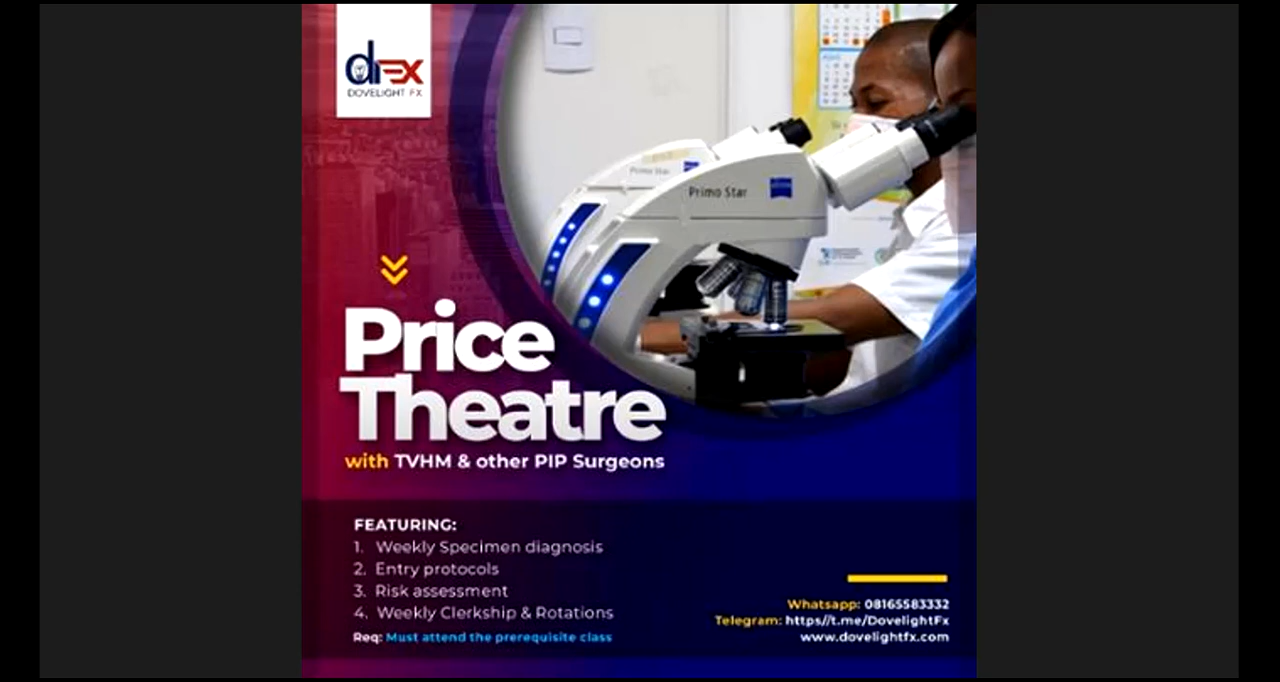 DOVELIGHT FX
Primo Star
Primo Star
Price
Theatre
with TVHM & other PIP Surgeons
FEATURING:
1. Weekly Specimen diagnosis
2. Entry protocols
3. Risk assessment
4. Weekly Clerkship & Rotations
Req: Must attend the prerequisite class
Whatsapp: 08165583332
Telegram: https//t.me/DovelightFx
www.dovelightfx.com